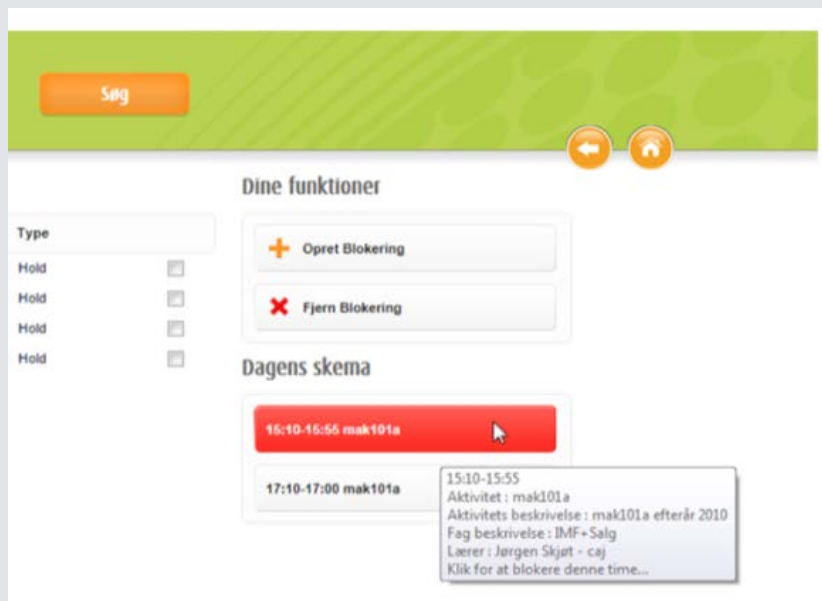 Søg
Dine funktioner
Type
Hold
Hold
Hold
Hold
Opret Blokering
Fjern Blokering
Dagens skema
15:10-15:55 mak101a
17:10-17:00 mak101a
15:10-15:55
Aktivitet : mak101a
Aktivitets beskrivelse : mak101a efterår 2010
Fag beskrivelse : IMF+Salg
Lærer : Jørgen Skjøt - caj
Klik for at blokere denne time...